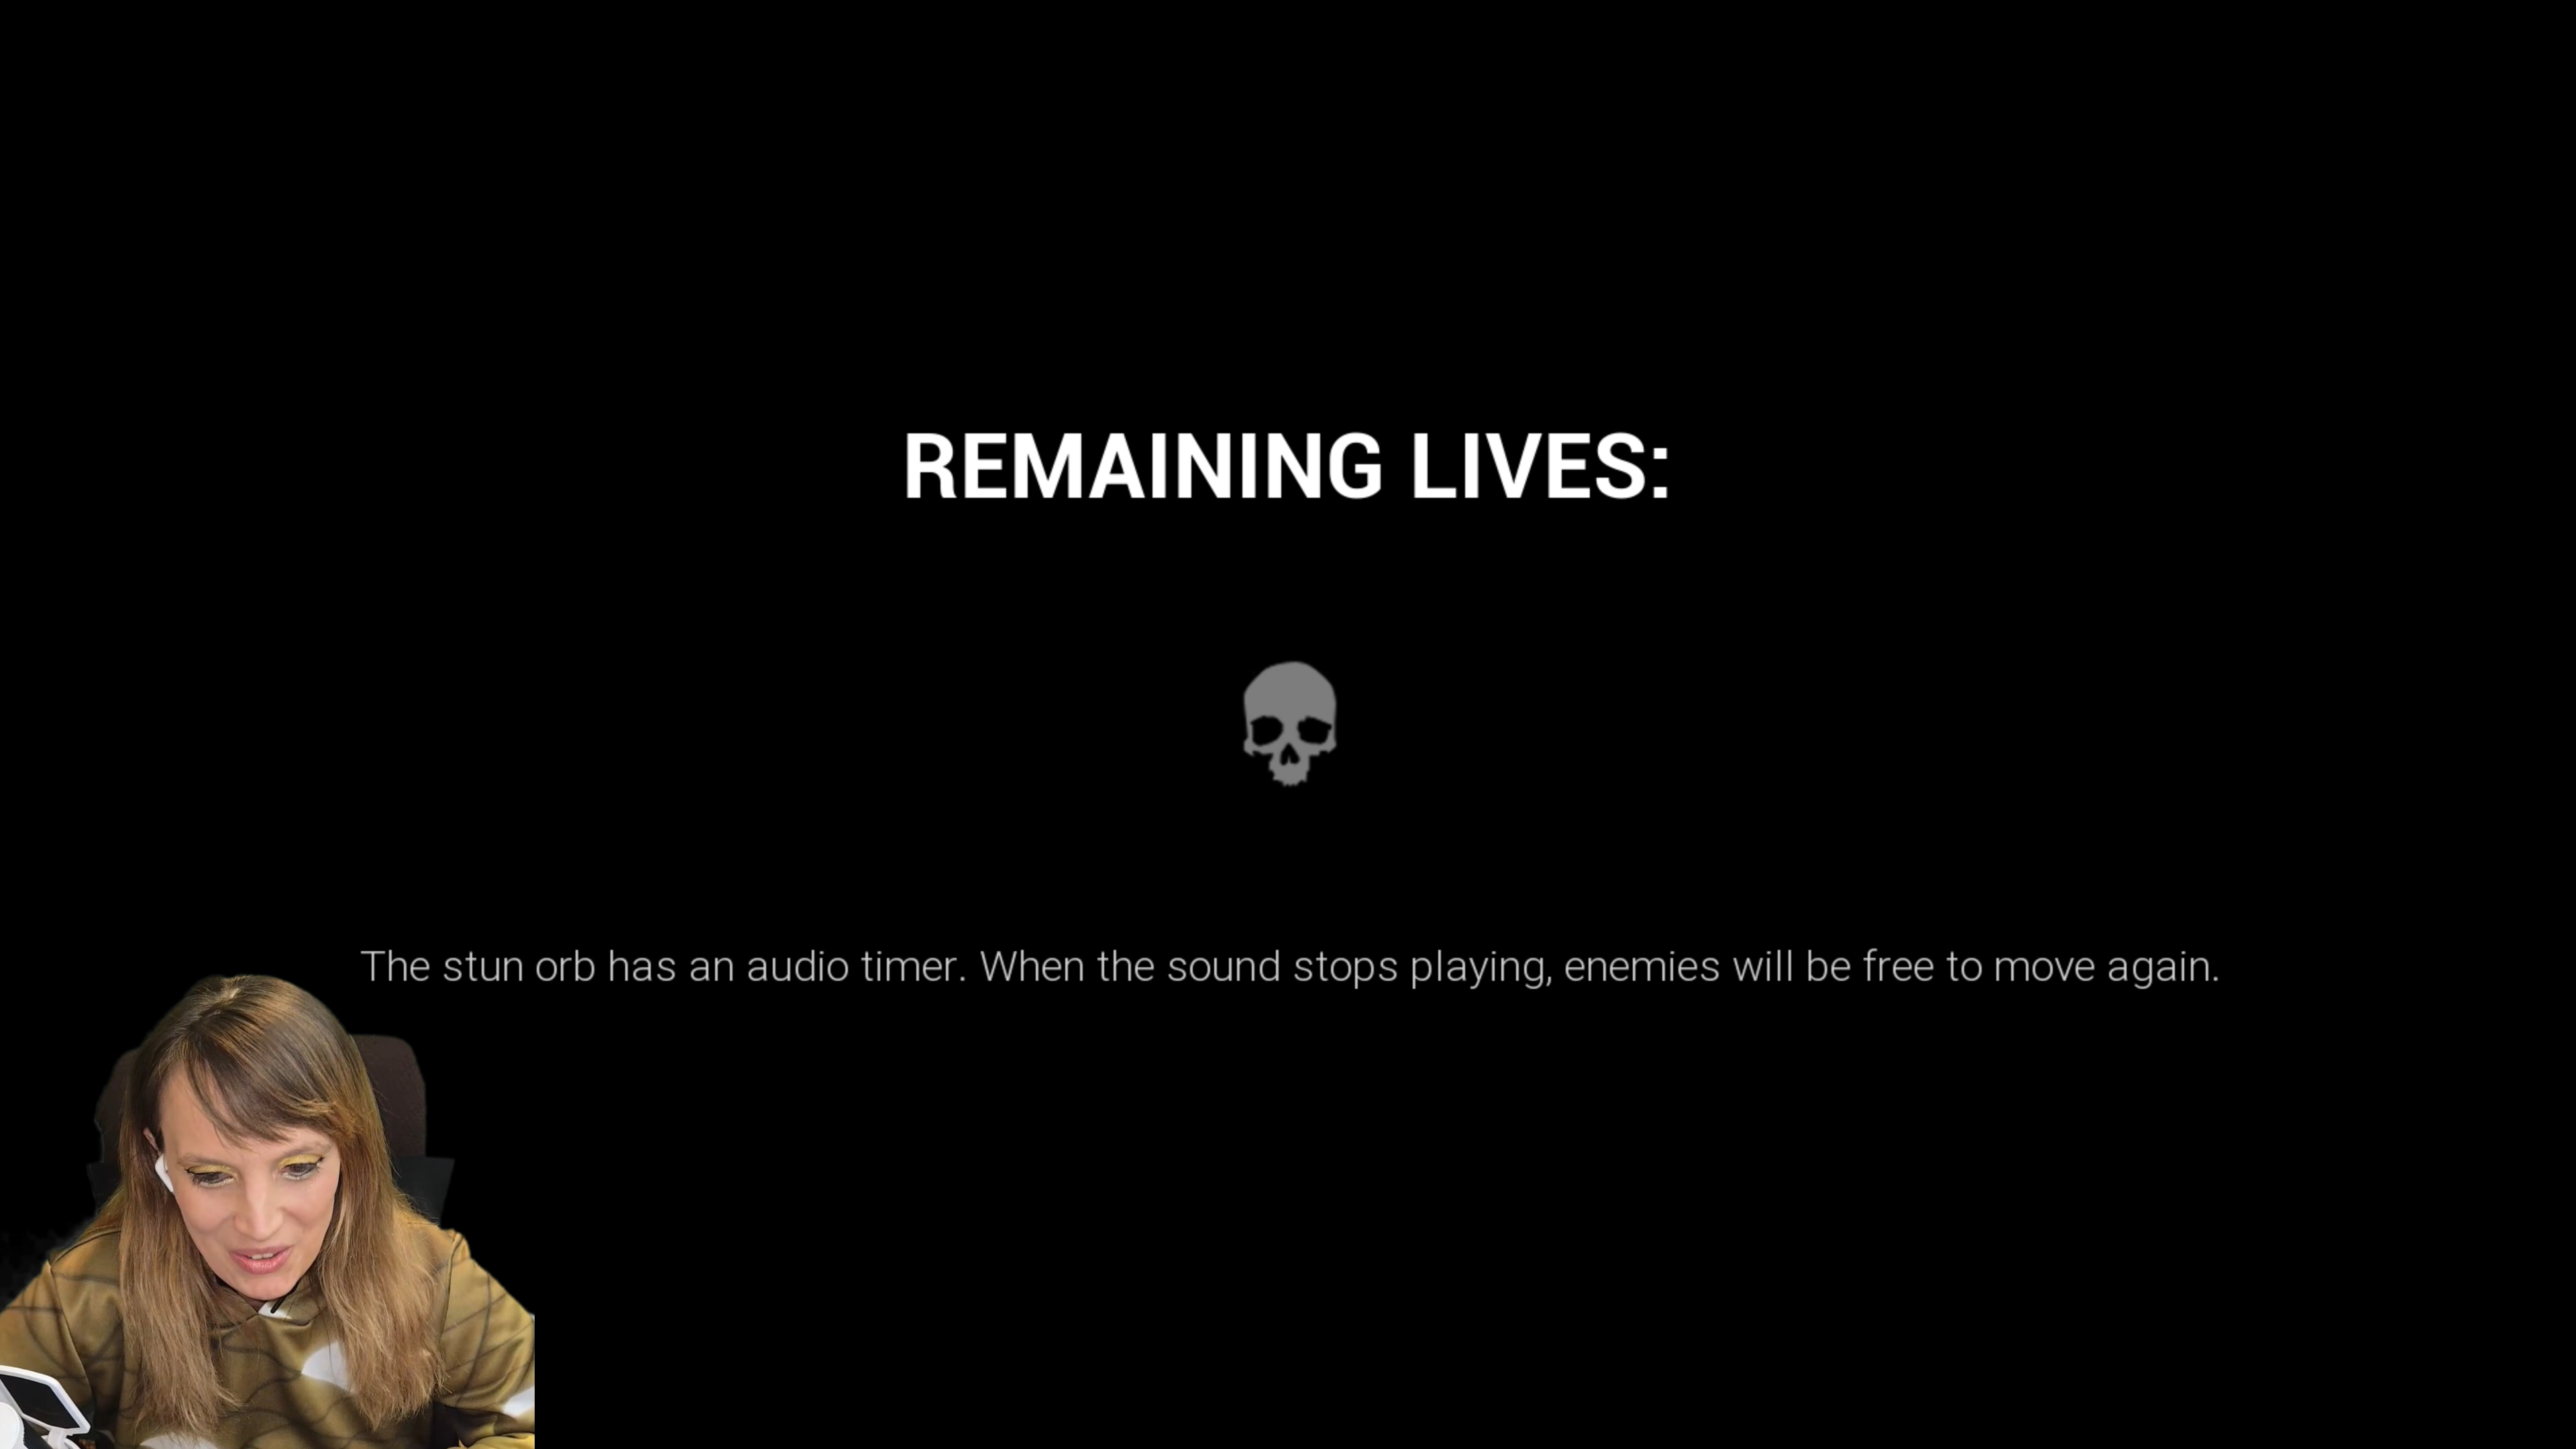 REMAINING LIVES:
The stun orb has an audio timer. When the sound stops playing, enemies will be free to move again.